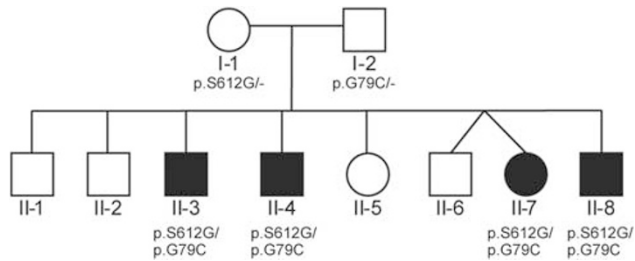 I-1 I-2
p.S612G/- p.G79C/-
II-1 II-2 II-3 II-4 II-5 II-6 II-7 II-8
p.S612G/ p.S612G/ p.S612G/ p.S612G/
p.G79C p.G79C p.G79C p.G79C